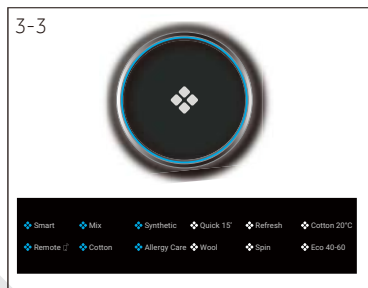 3-3
Smart Mix Synthetic Quick 15' Refresh Cotton 20°C
Remote Cotton Allergy Care Wool Spin Eco 40-60